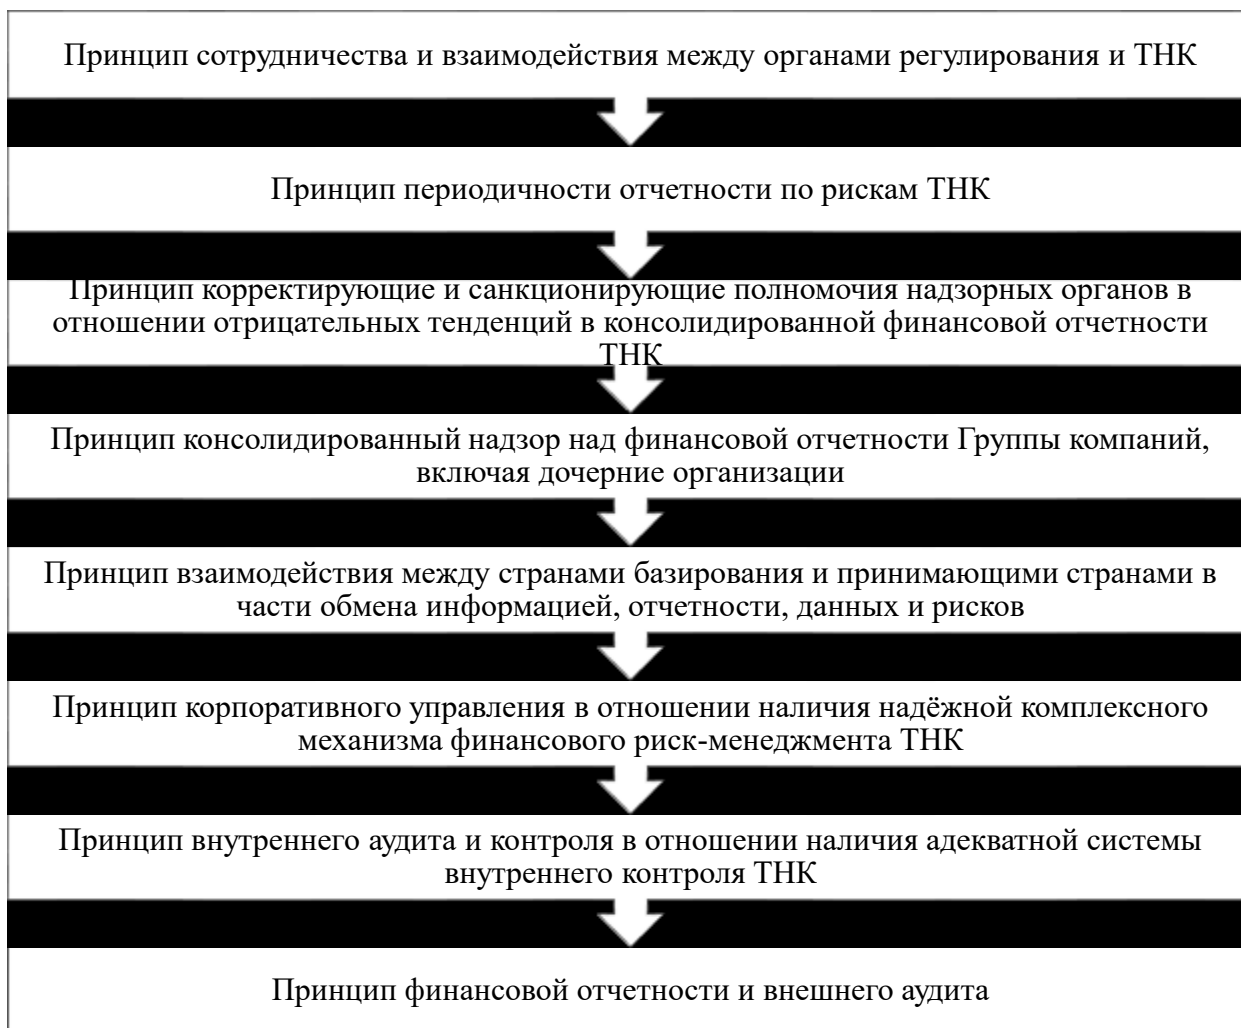 Принцип сотрудничества и взаимодействия между органами регулирования и ТНК
Принцип периодичности отчетности по рискам ТНК
Принцип корректирующие и санкционирующие полномочия надзорных органов в
отношении отрицательных тенденций в консолидированной финансовой отчетности
ТНК
Принцип консолидированный надзор над финансовой отчетности Группы компаний,
включая дочерние организации
Принцип взаимодействия между странами базирования и принимающими странами в
части обмена информацией, отчетности, данных и рисков
Принцип корпоративного управления в отношении наличия надёжной комплексного
механизма финансового риск-менеджмента ТНК
Принцип внутреннего аудита и контроля в отношении наличия адекватной системы
внутреннего контроля ТНК
Принцип финансовой отчетности и внешнего аудита